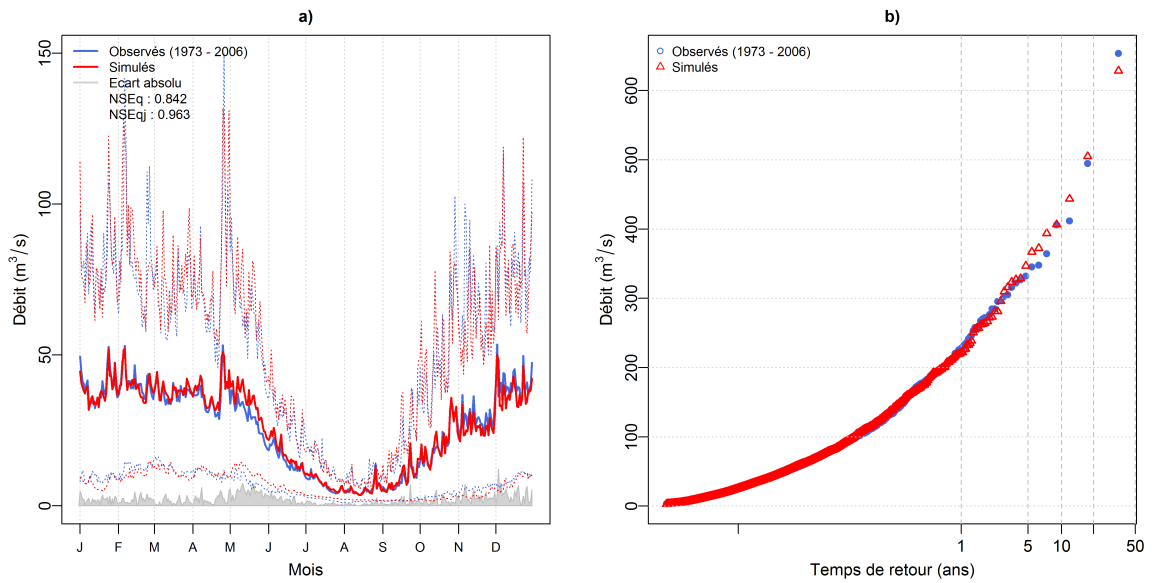 a)
Observés (1973 - 2006)
Simulés
Ecart absolu
NSEq : 0.842
NSEqj : 0.963
Débit (m³/s)
150
100
50
0
J F M A M J J A S O N D
Mois
b)
Observés (1973 - 2006)
Simulés
Débit (m³/s)
600
500
400
300
200
100
0
1 5 10 50
Temps de retour (ans)